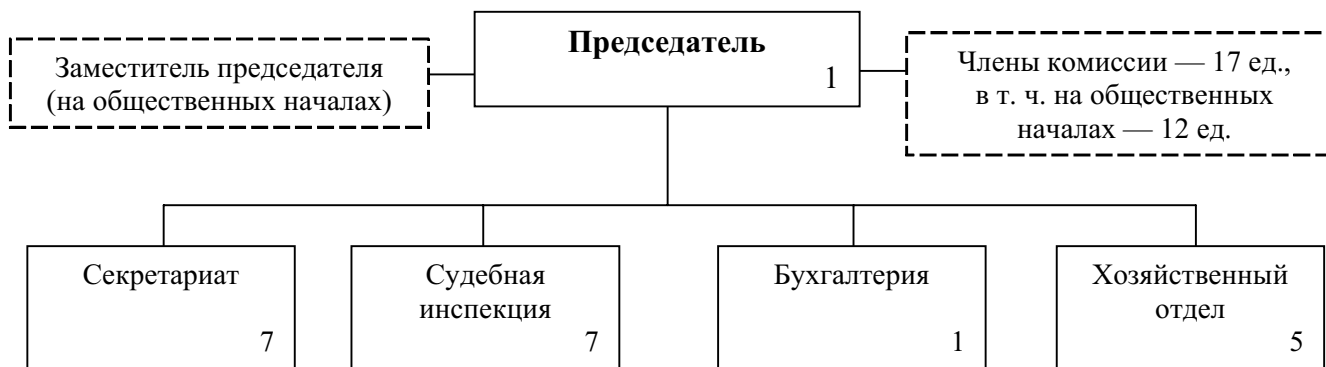 Председатель
1
Заместитель председателя
(на общественных началах)
Члены комиссии — 17 ед.,
в т. ч. на общественных
началах — 12 ед.
Секретариат
7
Судебная
инспекция
7
Бухгалтерия
1
Хозяйственный
отдел
5